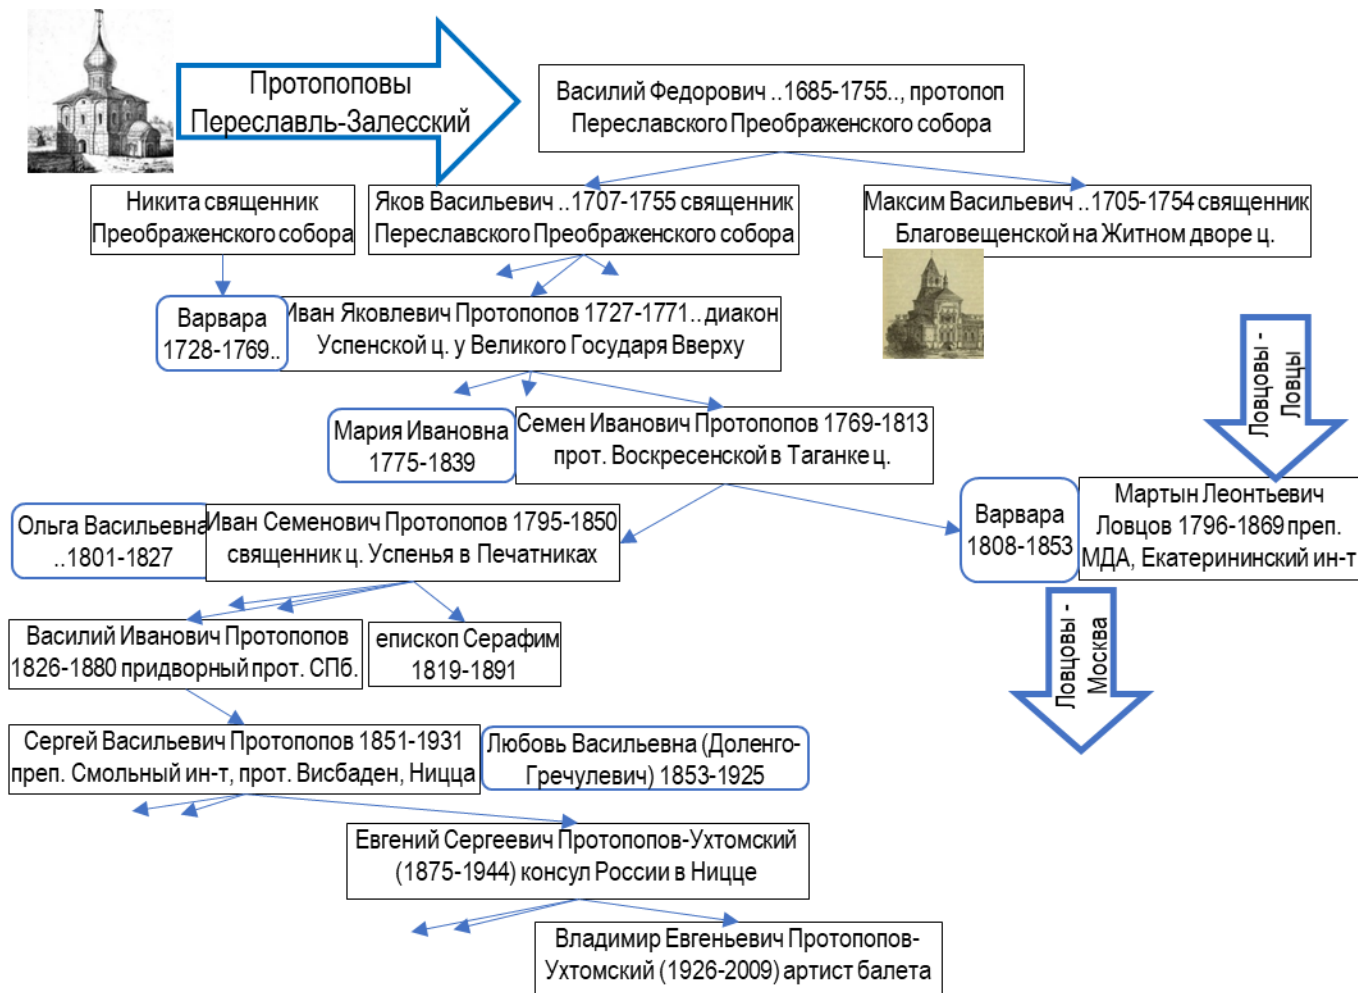 Протопоповы
Переславль-Залесский
Василий Федорович ..1685-1755.., протопоп
Переславского Преображенского собора
Никита священник
Преображенского собора
Яков Васильевич ..1707-1755 священник
Переславского Преображенского собора
Максим Васильевич ..1705-1754 священник
Благовещенской на Житном дворе ц.
Варвара
1728-1769..
Иван Яковлевич Протопопов 1727-1771.. диакон
Успенской ц. у Великого Государя Вверху
Ловцовы -
Ловцы
Мария Ивановна
1775-1839
Семен Иванович Протопопов 1769-1813
прот. Воскресенской в Таганке ц.
Ольга Васильевна
..1801-1827
Иван Семенович Протопопов 1795-1850
священник ц. Успенья в Печатниках
Варвара
1808-1853
Мартын Леонтьевич
Ловцов 1796-1869 преп.
МДА, Екатерининский ин-т
Василий Иванович Протопопов
1826-1880 придворный прот. СПб.
епископ Серафим
1819-1891
Ловцовы -
Москва
Сергей Васильевич Протопопов 1851-1931
преп. Смольный ин-т, прот. Висбаден, Ницца
Любовь Васильевна (Доленго-
Гречулевич) 1853-1925
Евгений Сергеевич Протопопов-Ухтомский
(1875-1944) консул России в Ницце
Владимир Евгеньевич Протопопов-
Ухтомский (1926-2009) артист балета